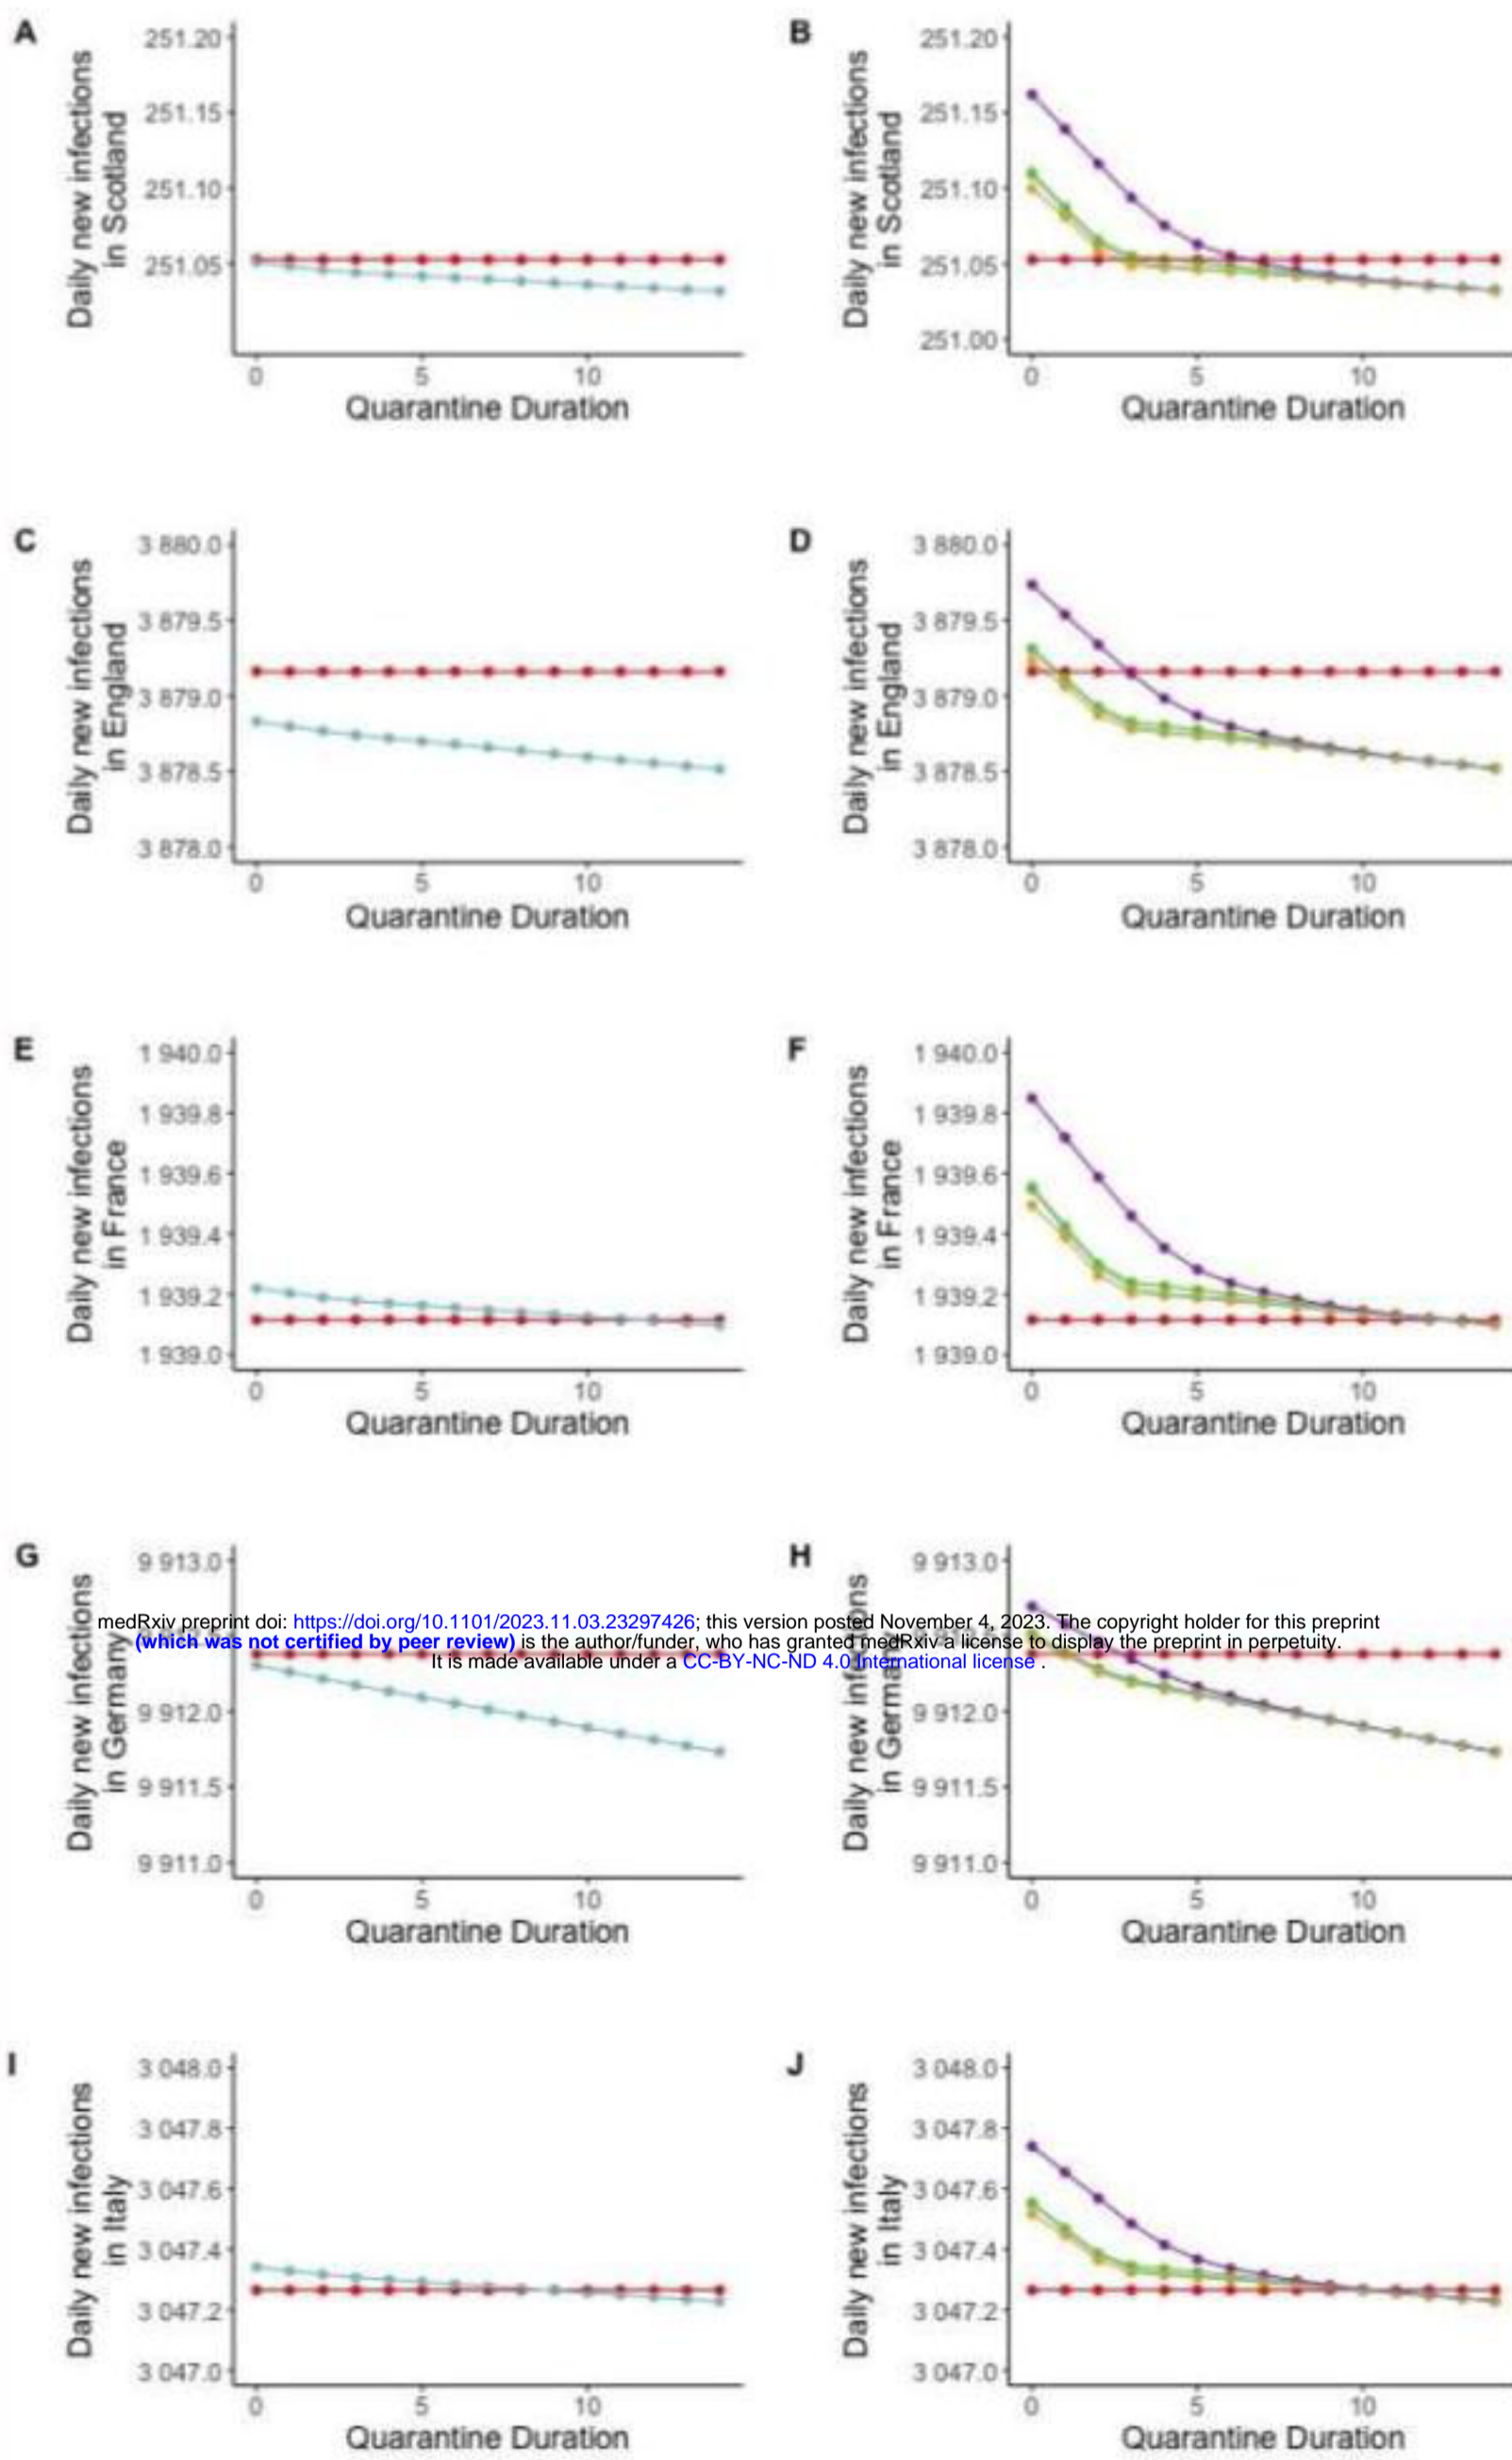 A
B
Daily new infections
in Scotland
251.20
251.15
251.10
251.05
0
5
10
Quarantine Duration
Daily new infections
in Scotland
251.20
251.15
251.10
251.05
251.00
0
5
10
Quarantine Duration
C
D
Daily new infections
in England
3 880.0
3 879.5
3 879.0
3 878.5
3 878.0
0
5
10
Quarantine Duration
Daily new infections
in England
3 880.0
3 879.5
3 879.0
3 878.5
3 878.0
0
5
10
Quarantine Duration
E
F
Daily new infections
in France
1 940.0
1 939.8
1 939.6
1 939.4
1 939.2
1 939.0
0
5
10
Quarantine Duration
Daily new infections
in France
1 940.0
1 939.8
1 939.6
1 939.4
1 939.2
1 939.0
0
5
10
Quarantine Duration
G
H
Daily new infections
in Germany
9 913.0
9 912.0
9 911.5
9 911.0
0
5
10
Quarantine Duration
Daily new infections
in Germany
9 913.0
9 912.0
9 911.5
9 911.0
0
5
10
Quarantine Duration
medRxiv preprint doi: https://doi.org/10.1101/2023.11.03.23297426; this version posted November 4, 2023. The copyright holder for this preprint
(which was not certified by peer review) is the author/funder, who has granted medRxiv a license to display the preprint in perpetuity.
It is made available under a CC-BY-NC-ND 4.0 International license .
I
J
Daily new infections
in Italy
3 048.0
3 047.8
3 047.6
3 047.4
3 047.2
3 047.0
0
5
10
Quarantine Duration
Daily new infections
in Italy
3 048.0
3 047.8
3 047.6
3 047.4
3 047.2
3 047.0
0
5
10
Quarantine Duration